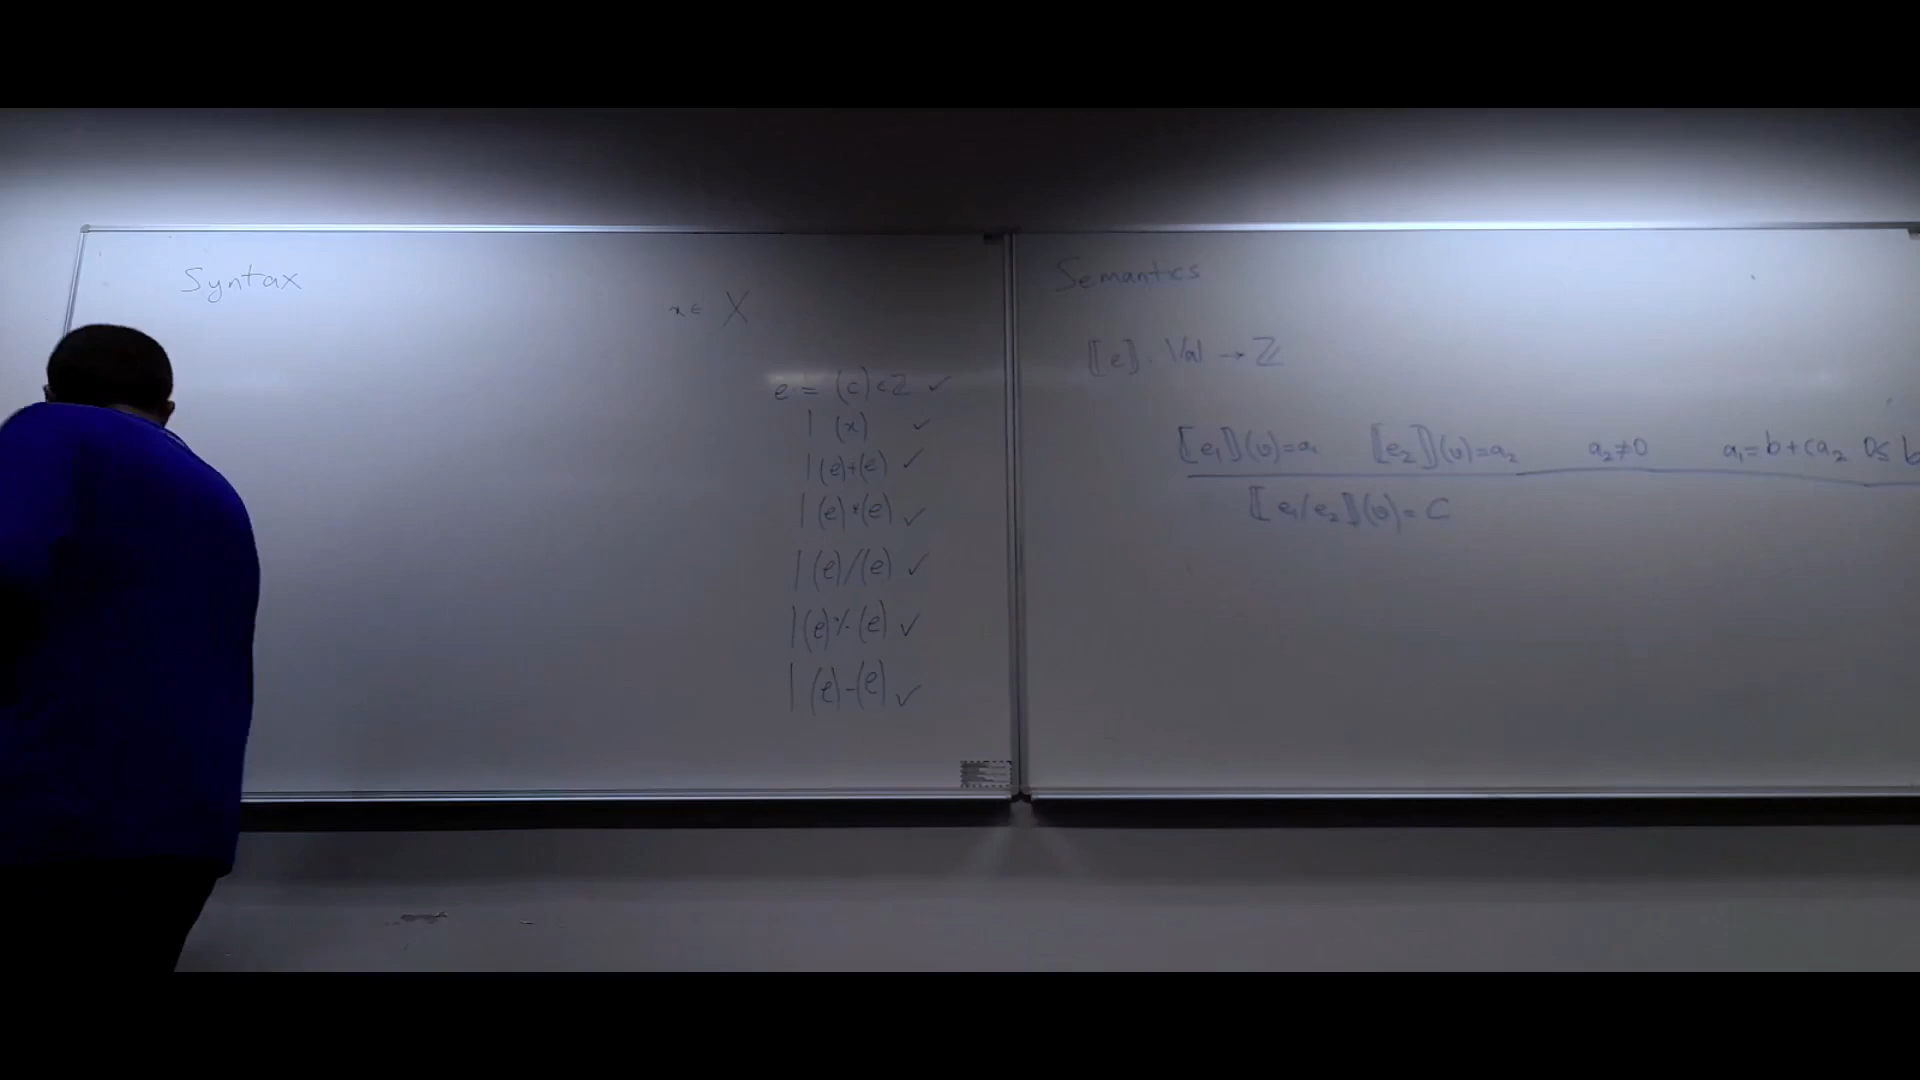 Syntax
x ∈ X
e := (c) ∈ ℤ ✓
| (x) ✓
| (e)+(e) ✓
| (e)*(e) ✓
| (e)/(e) ✓
| (e)%(e) ✓
| (e)-(e) ✓
Semantics
⟦e⟧ : Val → ℤ
⟦e₁⟧(v)=a₁ ⟦e₂⟧(v)=a₂ a₂≠0 a₁=b+ca₂ 0≤ b
⟦e₁/e₂⟧(v)= c